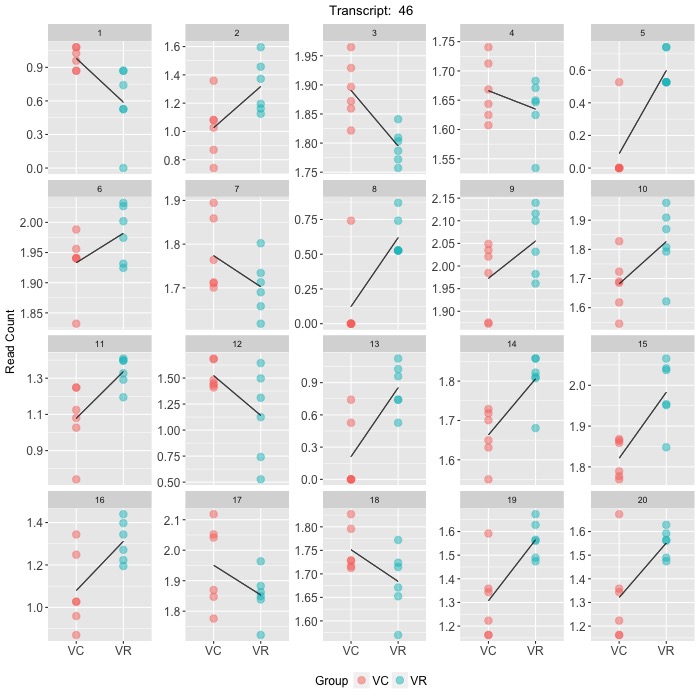 Transcript: 46
1 2 3 4 5
0.9 0.6 0.3 0.0
1.6 1.4 1.2 1.0 0.8
1.95 1.90 1.85 1.80 1.75
1.75 1.70 1.65 1.60 1.55
0.6 0.4 0.2 0.0
6 7 8 9 10
2.00 1.95 1.90 1.85
1.9 1.8 1.7
0.75 0.50 0.25 0.00
2.15 2.10 2.05 2.00 1.95 1.90
1.9 1.8 1.7 1.6
Read Count
11 12 13 14 15
1.3 1.1 0.9
1.50 1.25 1.00 0.75 0.50
0.9 0.6 0.3 0.0
1.8 1.7 1.6
2.0 1.9 1.8
16 17 18 19 20
1.4 1.2 1.0
2.1 2.0 1.9 1.8
1.80 1.75 1.70 1.65 1.60
1.6 1.5 1.4 1.3 1.2
1.6 1.5 1.4 1.3 1.2
VC VR VC VR VC VR VC VR VC VR
Group VC VR